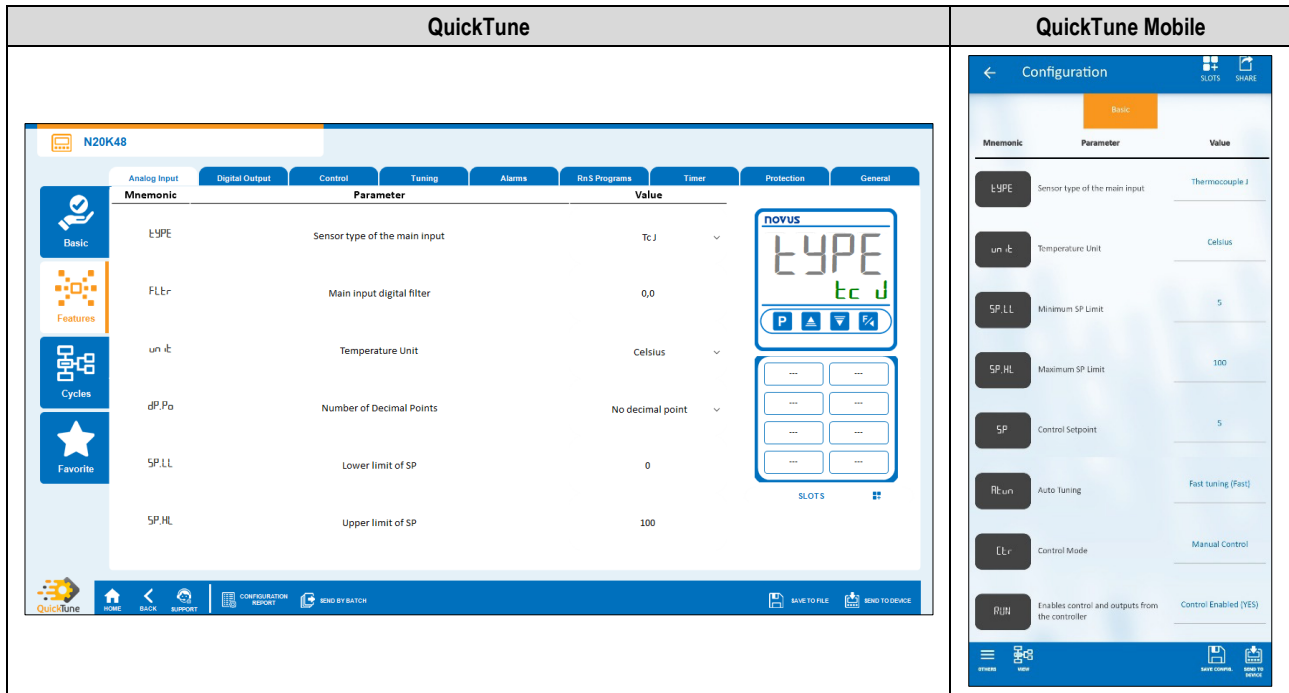 QuickTune
QuickTune Mobile
N20K48
Analog Input Digital Output Control Tuning Alarms RnS Programs Timer Protection General
Mnemonic Parameter Value
Basic
Features
Cycles
Favorite
tYPE Sensor type of the main input Tc J
FLtr Main input digital filter 0,0
unit Temperature Unit Celsius
dP.Po Number of Decimal Points No decimal point
SP.LL Lower limit of SP 0
SP.HL Upper limit of SP 100
novus
tYPE
tc J
P F/
--- ---
--- ---
--- ---
--- ---
SLOTS
QuickTune
HOME BACK SUPPORT CONFIGURATION REPORT SEND BY BATCH SAVE TO FILE SEND TO DEVICE
Configuration SLOTS SHARE
Basic
Mnemonic Parameter Value
tYPE Sensor type of the main input Thermocouple J
unit Temperature Unit Celsius
SP.LL Minimum SP Limit 5
SP.HL Maximum SP Limit 100
SP Control Setpoint 5
Atun Auto Tuning Fast tuning (Fast)
Ctr Control Mode Manual Control
RUN Enables control and outputs from
the controller Control Enabled (YES)
OTHERS VIEW SAVE CONFIG. SEND TO
DEVICE